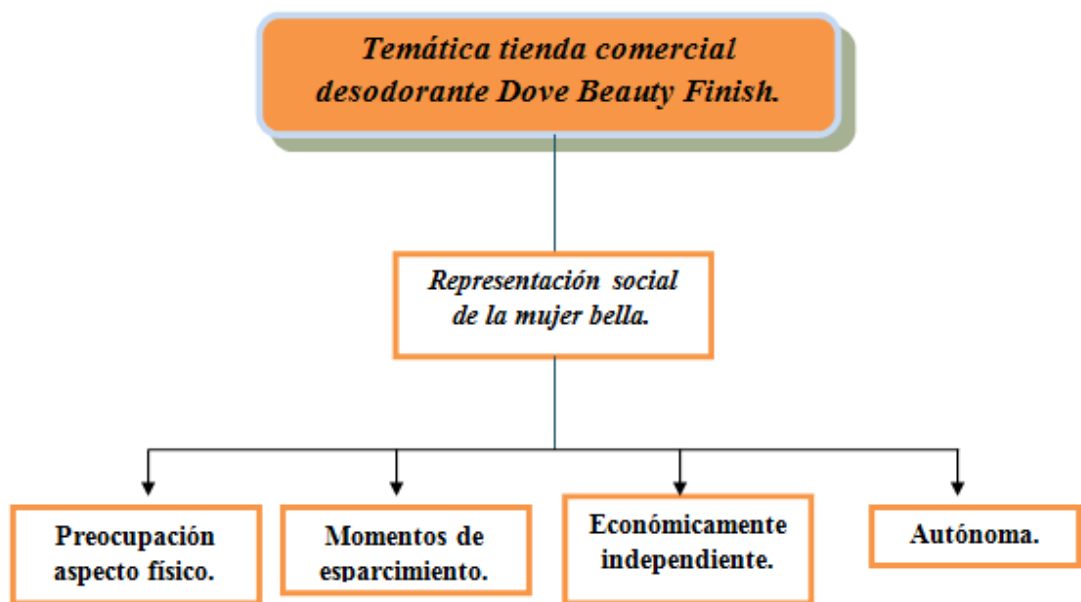 Temática tienda comercial
desodorante Dove Beauty Finish.
Representación social
de la mujer bella.
Preocupación
aspecto físico.
Momentos de
esparcimiento.
Económicamente
independiente.
Autónoma.